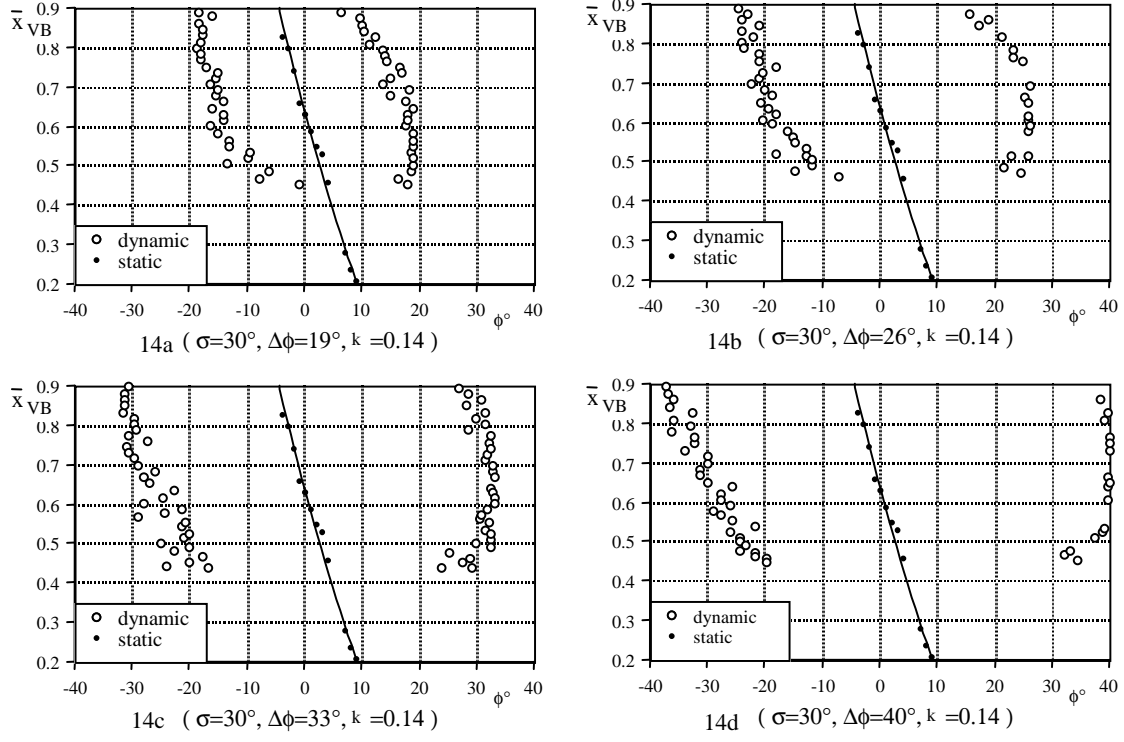 x̄ VB
0.9
0.8
0.7
0.6
0.5
0.4
0.3
0.2
dynamic
static
-40 -30 -20 -10 0 10 20 30 40
ϕ°
14a ( σ=30°, Δϕ=19°, k =0.14 )
x̄ VB
0.9
0.8
0.7
0.6
0.5
0.4
0.3
0.2
dynamic
static
-40 -30 -20 -10 0 10 20 30 40
ϕ°
14b ( σ=30°, Δϕ=26°, k =0.14 )
x̄ VB
0.9
0.8
0.7
0.6
0.5
0.4
0.3
0.2
dynamic
static
-40 -30 -20 -10 0 10 20 30 40
ϕ°
14c ( σ=30°, Δϕ=33°, k =0.14 )
x̄ VB
0.9
0.8
0.7
0.6
0.5
0.4
0.3
0.2
dynamic
static
-40 -30 -20 -10 0 10 20 30 40
ϕ°
14d ( σ=30°, Δϕ=40°, k =0.14 )